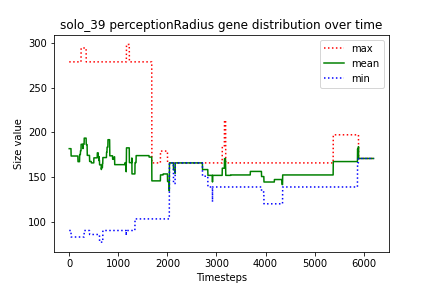 solo_39 perceptionRadius gene distribution over time
max
mean
min
Size value
300
250
200
150
100
0
1000
2000
3000
4000
5000
6000
Timesteps